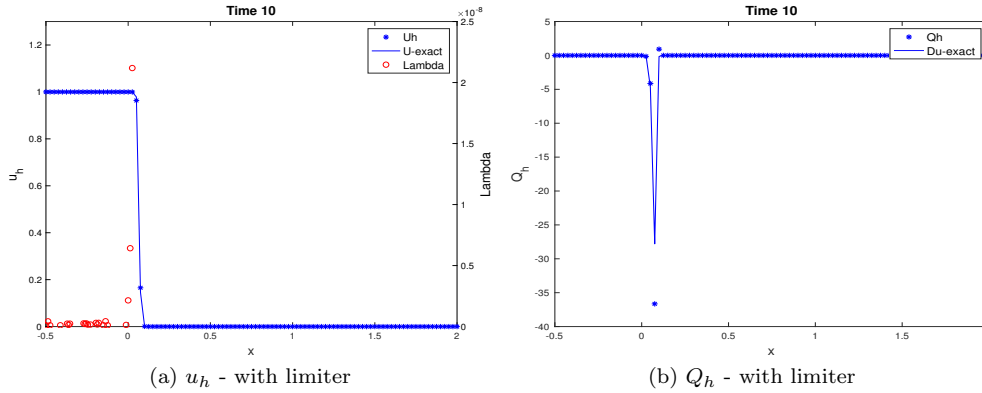 Time 10
×10⁻⁸
Uh
U-exact
Lambda
1.2
1
0.8
0.6
0.4
0.2
0
2.5
2
1.5
1
0.5
0
-0.5
0
0.5
1
1.5
2
u_h
Lambda
x
(a) u_h - with limiter
Time 10
Qh
Du-exact
5
0
-5
-10
-15
-20
-25
-30
-35
-40
-0.5
0
0.5
1
1.5
Q_h
x
(b) Q_h - with limiter